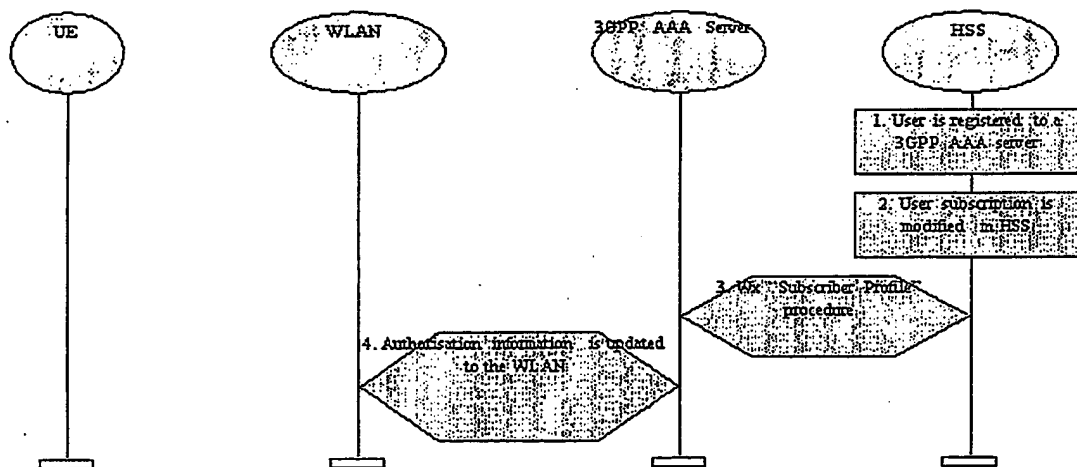 UE
WLAN
3GPP AAA Server
HSS
1. User is registered to a
3GPP AAA server
2. User subscription is
modified in HSS
3. Wx "Subscriber Profile"
procedure
4. Authorisation information is updated
to the WLAN